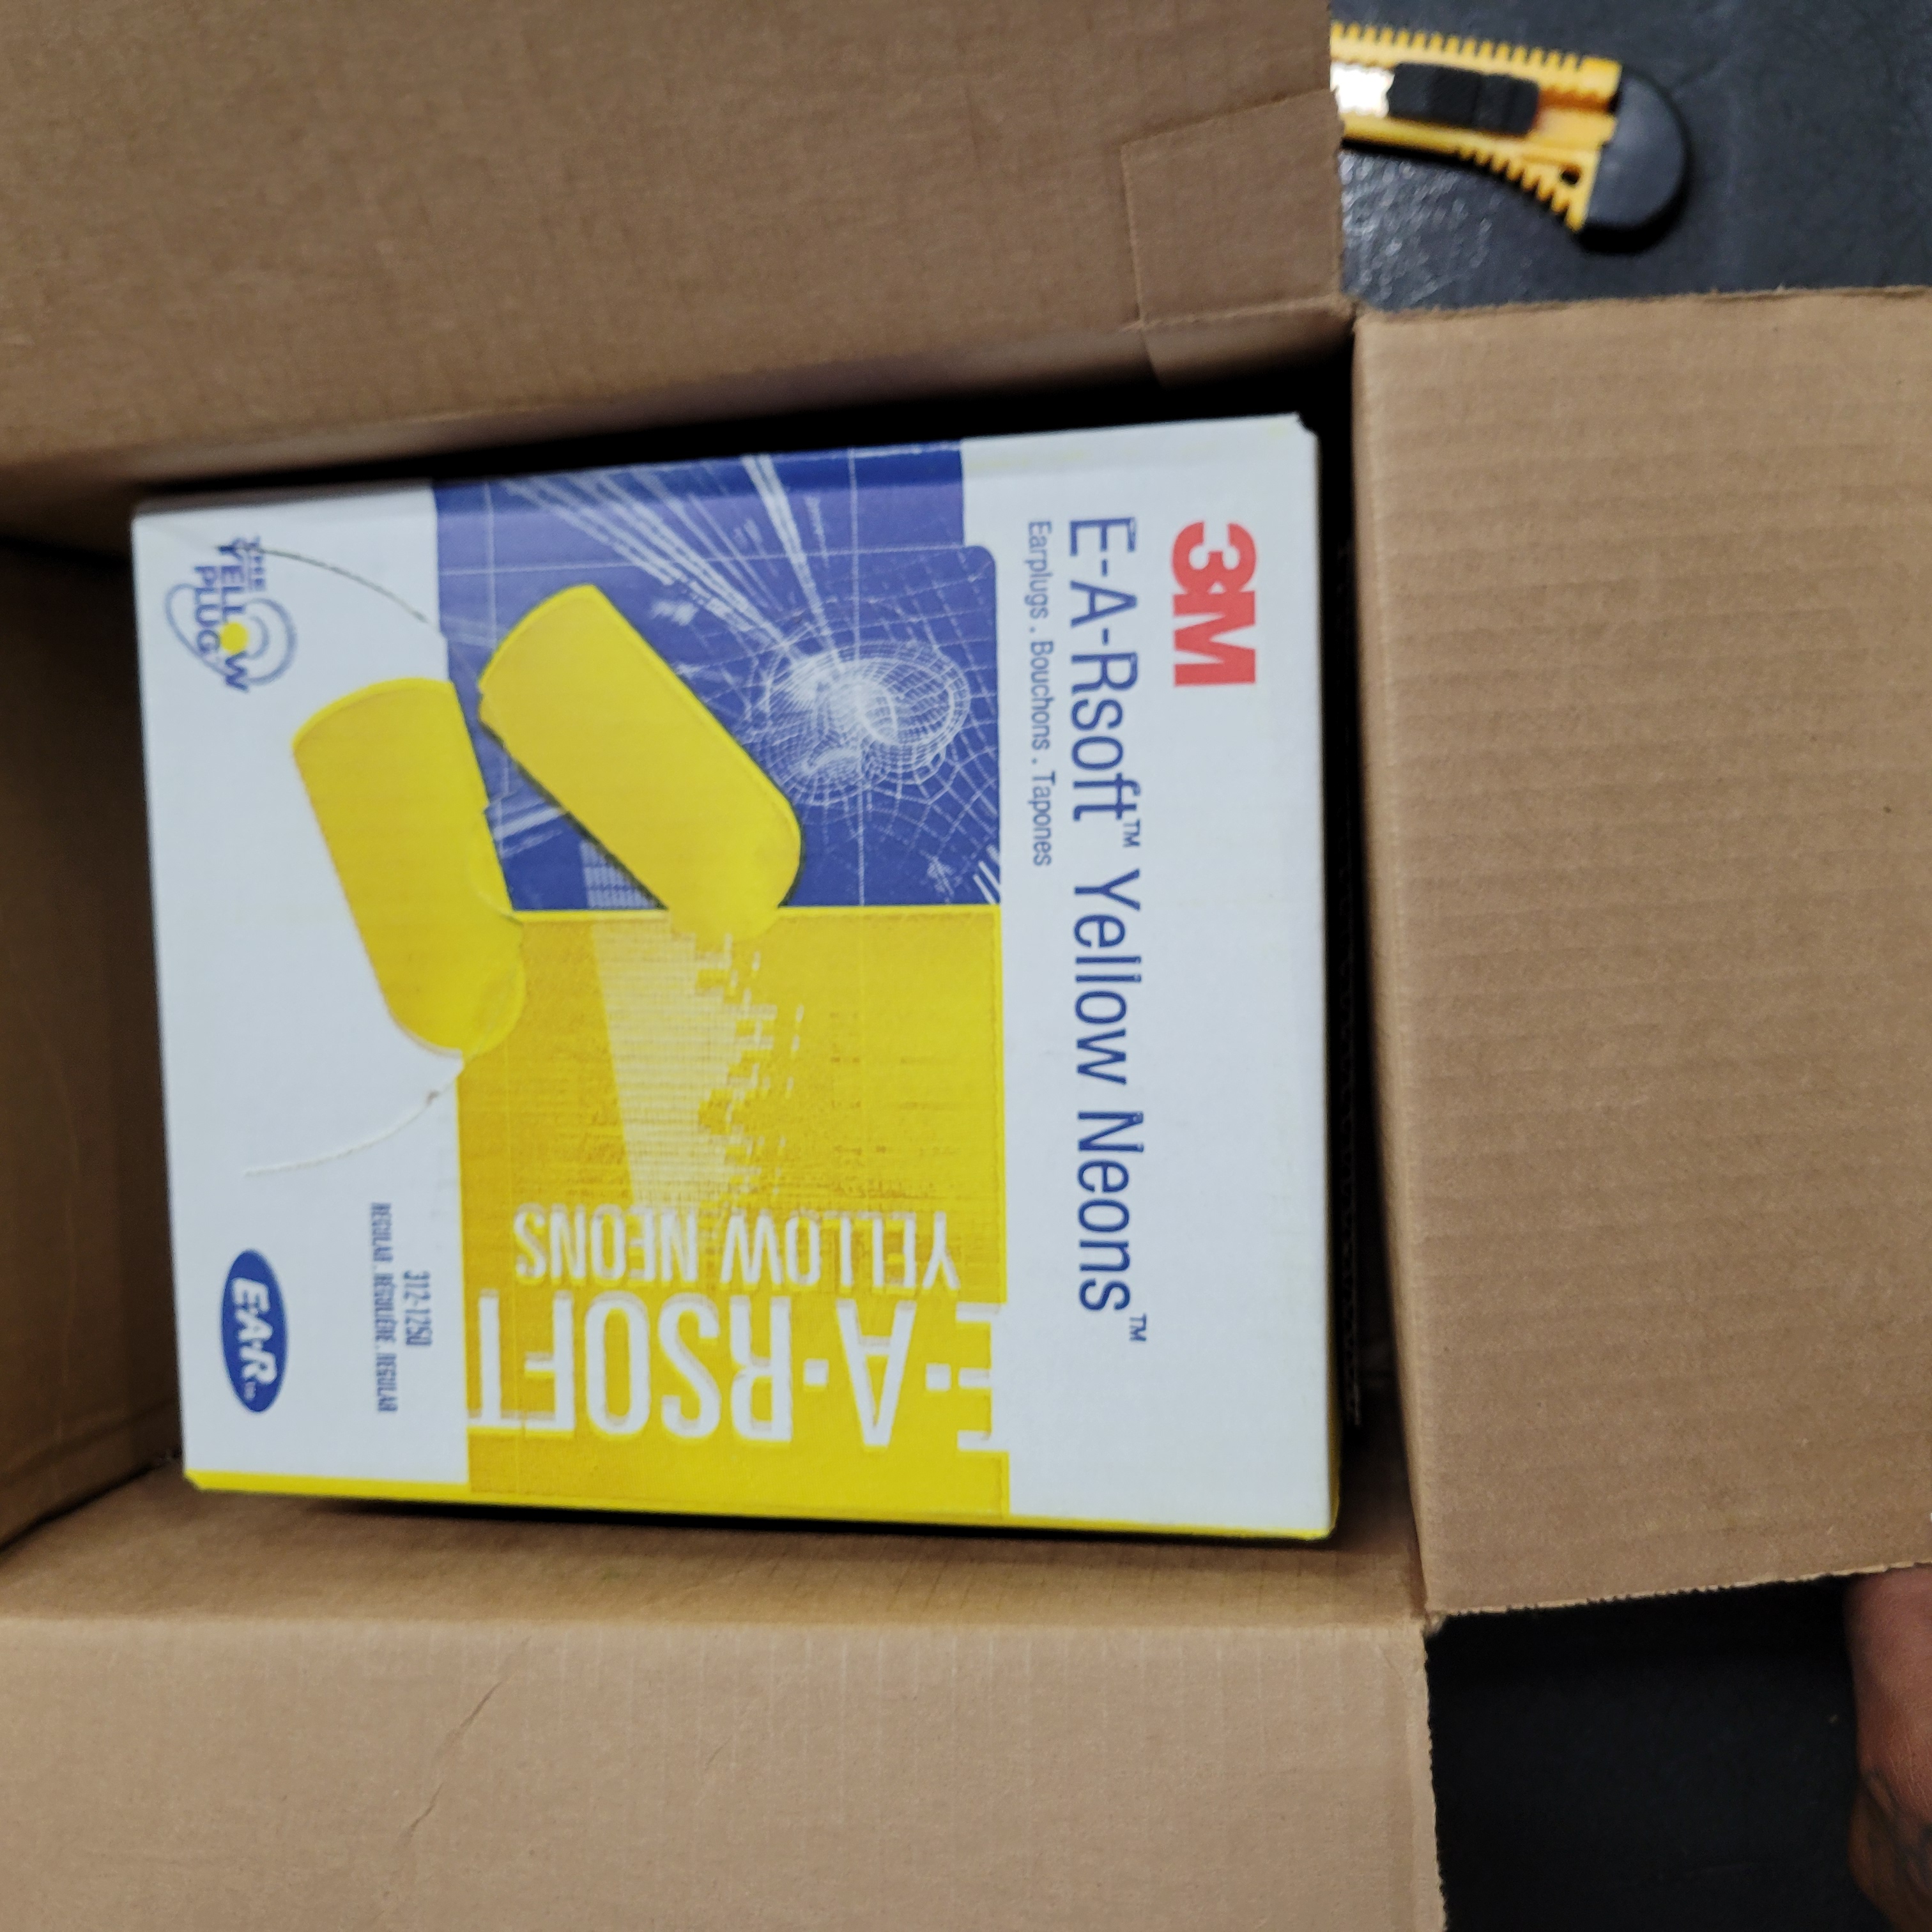 3M
E-A-Rsoft™ Yellow Neons™
Earplugs . Bouchons . Tapones
E·A·RSOFT
YELLOW NEONS
312-1250
REGULAR . RÉGULIÈRE . REGULAR
THE
YELLOW
PLUG
E·A·R